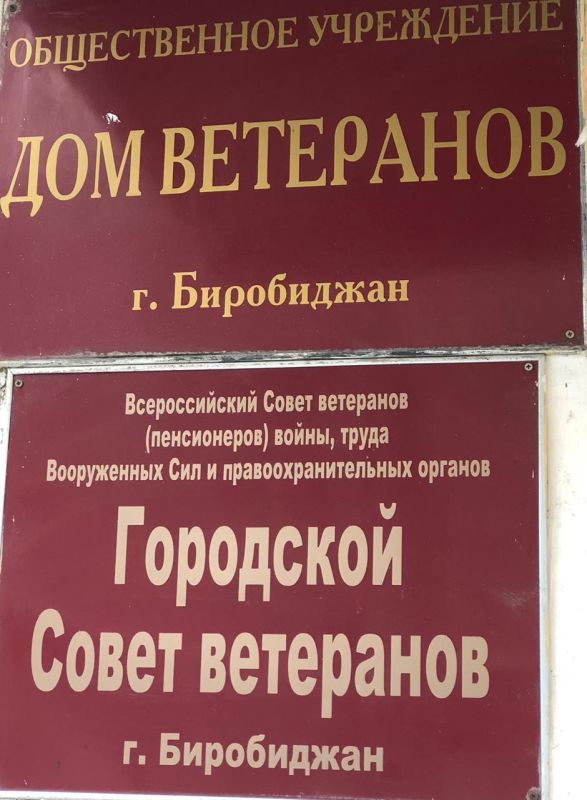 ОБЩЕСТВЕННОЕ УЧРЕЖДЕНИЕ
ДОМ ВЕТЕРАНОВ
г. Биробиджан
Всероссийский Совет ветеранов
(пенсионеров) войны, труда
Вооруженных Сил и правоохранительных органов
Городской
Совет ветеранов
г. Биробиджан